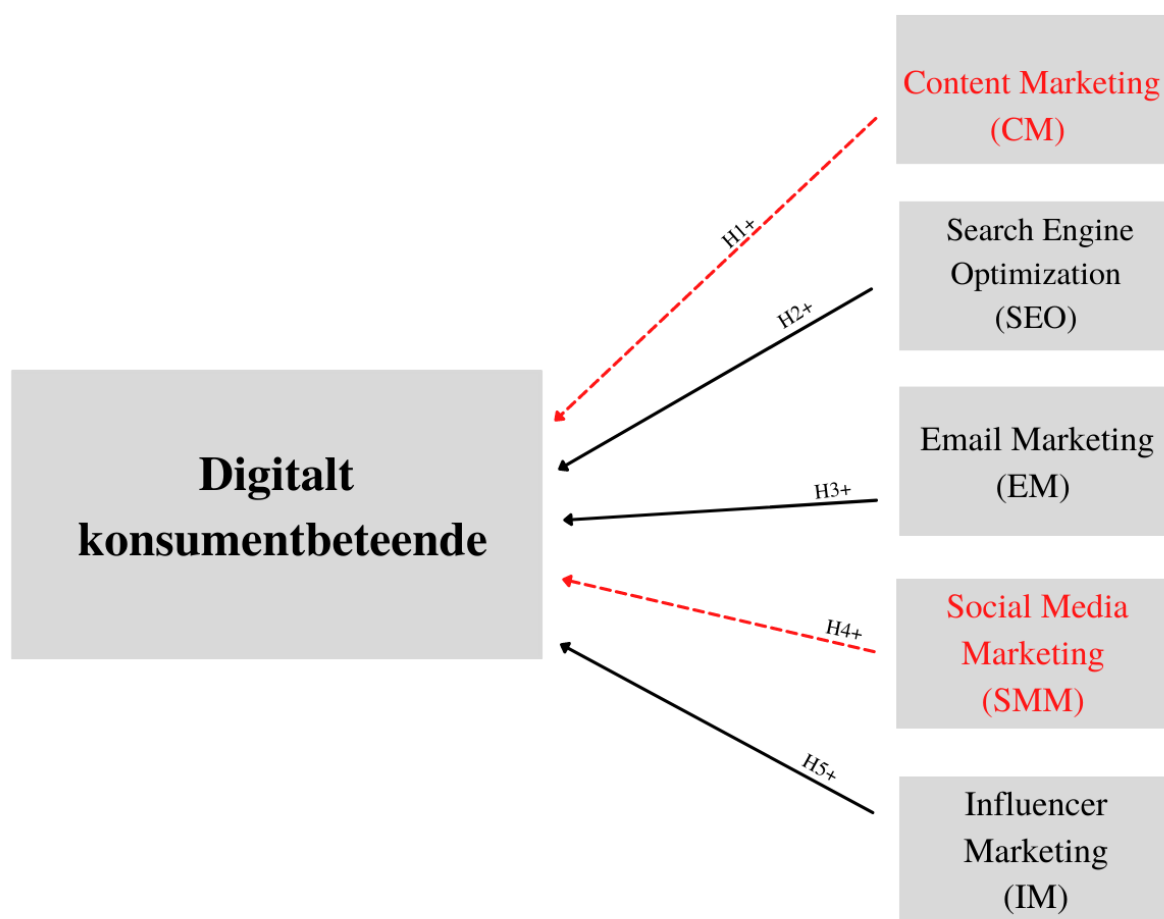 Content Marketing
(CM)
H1+
Search Engine
Optimization
(SEO)
H2+
Digitalt
konsumentbeteende
Email Marketing
(EM)
H3+
Social Media
Marketing
(SMM)
H4+
H5+
Influencer
Marketing
(IM)